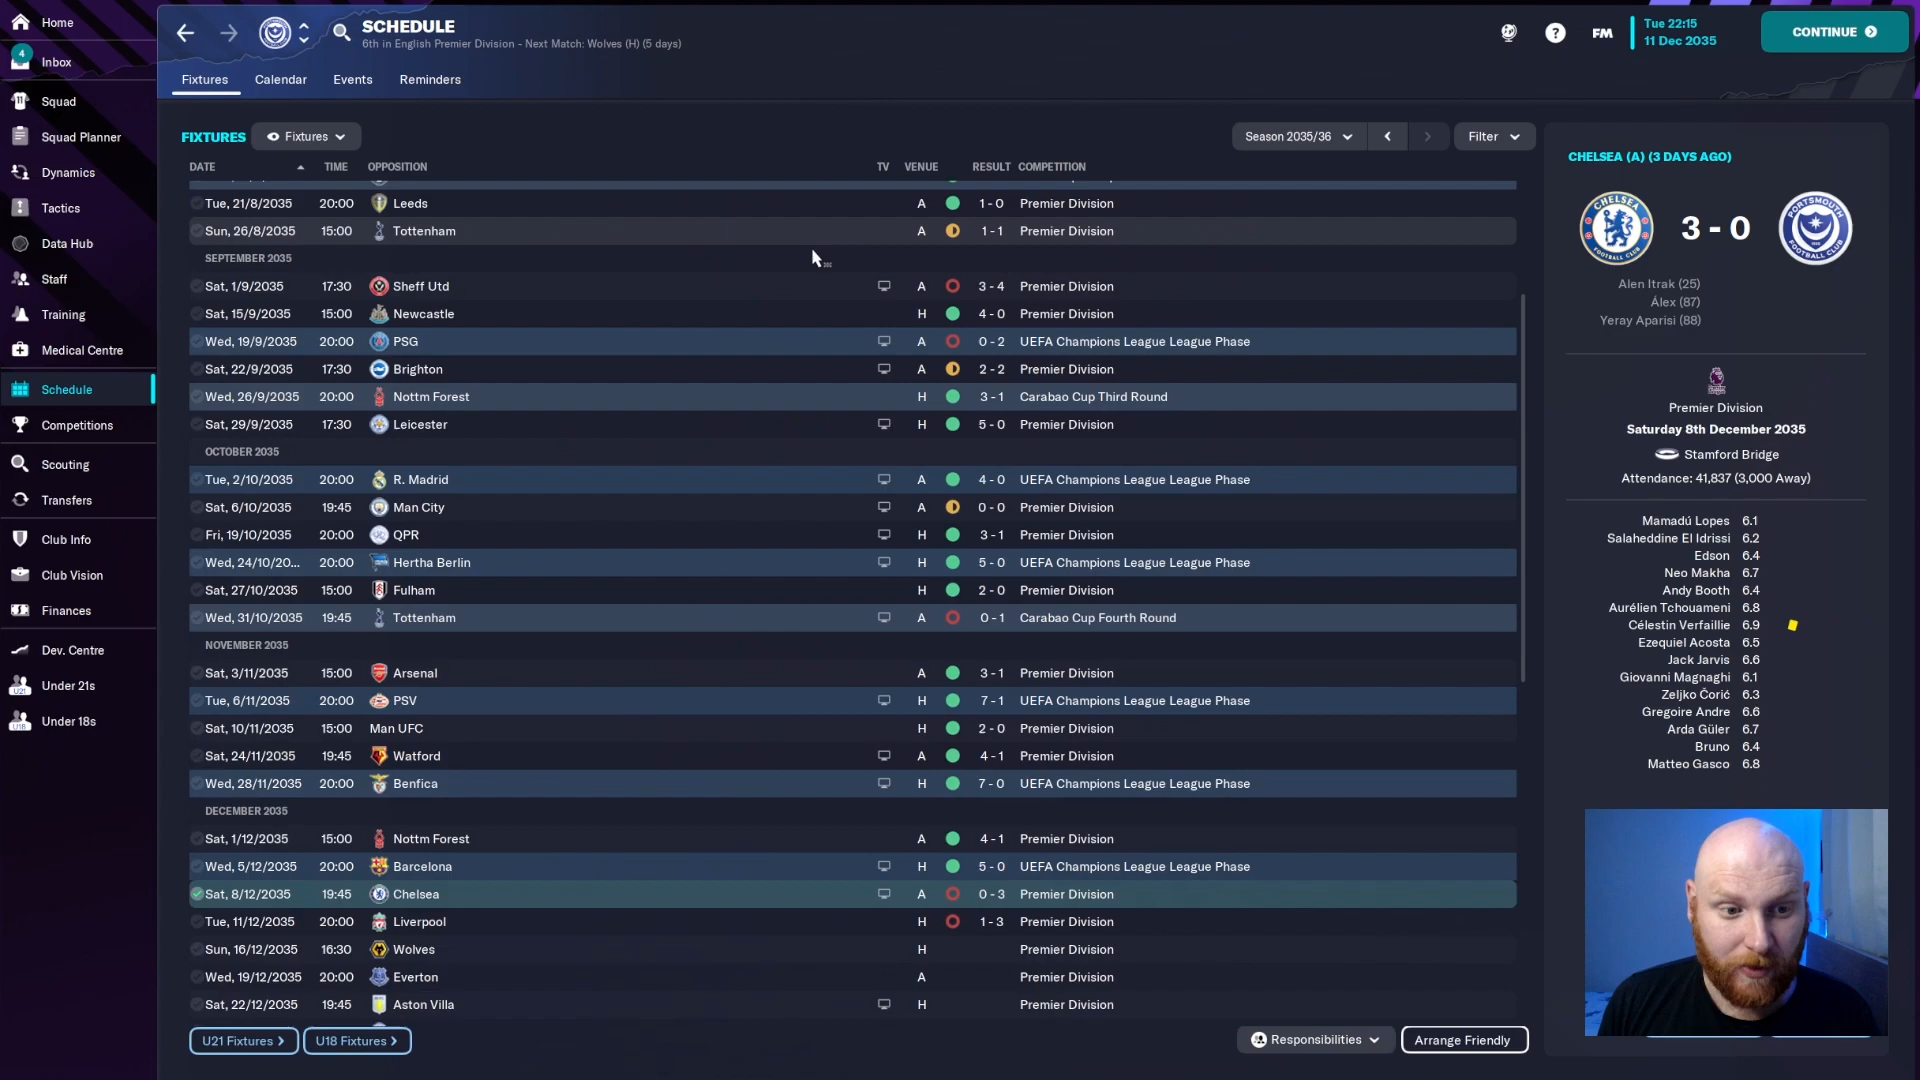 Home
4
Inbox
Squad
Squad Planner
Dynamics
Tactics
Data Hub
Staff
Training
Medical Centre
Schedule
Competitions
Scouting
Transfers
Club Info
Club Vision
Finances
Dev. Centre
U21
Under 21s
U18
Under 18s
SCHEDULE
6th in English Premier Division - Next Match: Wolves (H) (5 days)
FM
Tue 22:15
11 Dec 2035
CONTINUE
Fixtures Calendar Events Reminders
FIXTURES Fixtures Season 2035/36 Filter
DATE TIME OPPOSITION TV VENUE RESULT COMPETITION
Tue, 21/8/2035 20:00 Leeds A 1 - 0 Premier Division
Sun, 26/8/2035 15:00 Tottenham A 1 - 1 Premier Division
SEPTEMBER 2035
Sat, 1/9/2035 17:30 Sheff Utd A 3 - 4 Premier Division
Sat, 15/9/2035 15:00 Newcastle H 4 - 0 Premier Division
Wed, 19/9/2035 20:00 PSG A 0 - 2 UEFA Champions League League Phase
Sat, 22/9/2035 17:30 Brighton A 2 - 2 Premier Division
Wed, 26/9/2035 20:00 Nottm Forest H 3 - 1 Carabao Cup Third Round
Sat, 29/9/2035 17:30 Leicester H 5 - 0 Premier Division
OCTOBER 2035
Tue, 2/10/2035 20:00 R. Madrid A 4 - 0 UEFA Champions League League Phase
Sat, 6/10/2035 19:45 Man City A 0 - 0 Premier Division
Fri, 19/10/2035 20:00 QPR H 3 - 1 Premier Division
Wed, 24/10/20... 20:00 Hertha Berlin H 5 - 0 UEFA Champions League League Phase
Sat, 27/10/2035 15:00 Fulham H 2 - 0 Premier Division
Wed, 31/10/2035 19:45 Tottenham A 0 - 1 Carabao Cup Fourth Round
NOVEMBER 2035
Sat, 3/11/2035 15:00 Arsenal A 3 - 1 Premier Division
Tue, 6/11/2035 20:00 PSV H 7 - 1 UEFA Champions League League Phase
Sat, 10/11/2035 15:00 Man UFC H 2 - 0 Premier Division
Sat, 24/11/2035 19:45 Watford A 4 - 1 Premier Division
Wed, 28/11/2035 20:00 Benfica H 7 - 0 UEFA Champions League League Phase
DECEMBER 2035
Sat, 1/12/2035 15:00 Nottm Forest A 4 - 1 Premier Division
Wed, 5/12/2035 20:00 Barcelona H 5 - 0 UEFA Champions League League Phase
Sat, 8/12/2035 19:45 Chelsea A 0 - 3 Premier Division
Tue, 11/12/2035 20:00 Liverpool H 1 - 3 Premier Division
Sun, 16/12/2035 16:30 Wolves H Premier Division
Wed, 19/12/2035 20:00 Everton A Premier Division
Sat, 22/12/2035 19:45 Aston Villa H Premier Division
U21 Fixtures U18 Fixtures Responsibilities Arrange Friendly
CHELSEA (A) (3 DAYS AGO)
CHELSEA
FOOTBALL CLUB
3 - 0
PORTSMOUTH
FOOTBALL CLUB
Alen Itrak (25)
Álex (87)
Yeray Aparisi (88)
Premier Division
Saturday 8th December 2035
Stamford Bridge
Attendance: 41,837 (3,000 Away)
Mamadú Lopes 6.1
Salaheddine El Idrissi 6.2
Edson 6.4
Neo Makha 6.7
Andy Booth 6.4
Aurélien Tchouameni 6.8
Célestin Verfaillie 6.9
Ezequiel Acosta 6.5
Jack Jarvis 6.6
Giovanni Magnaghi 6.1
Zeljko Ćorić 6.3
Gregoire Andre 6.6
Arda Güler 6.7
Bruno 6.4
Matteo Gasco 6.8